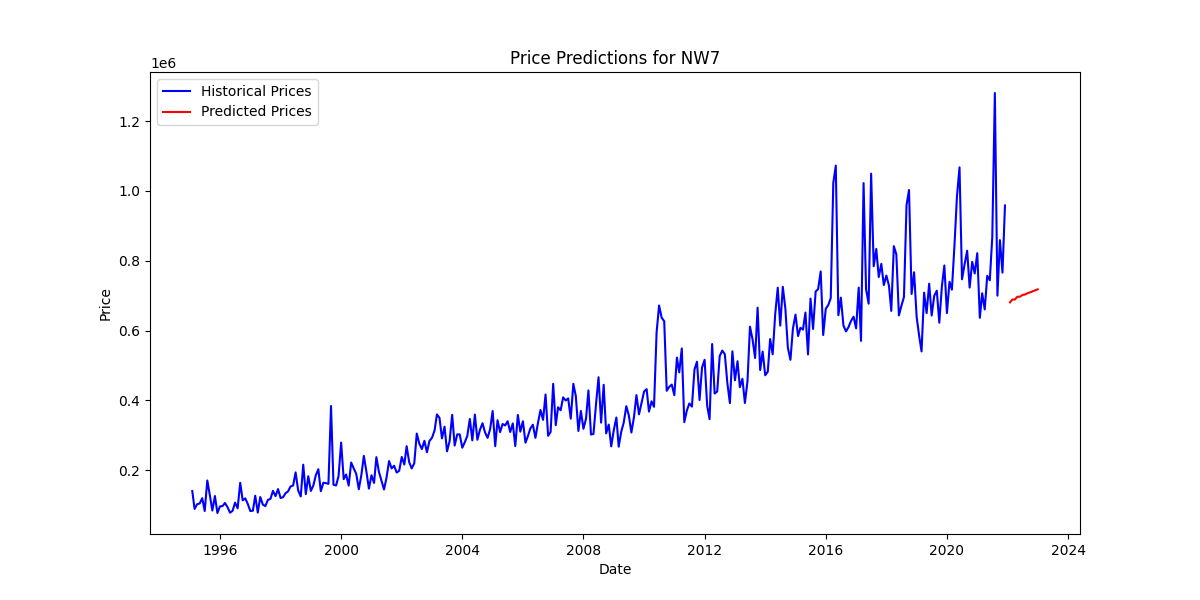 Price Predictions for NW7
1e6
Historical Prices
Predicted Prices
1.2
1.0
0.8
0.6
0.4
0.2
Price
1996 2000 2004 2008 2012 2016 2020 2024
Date